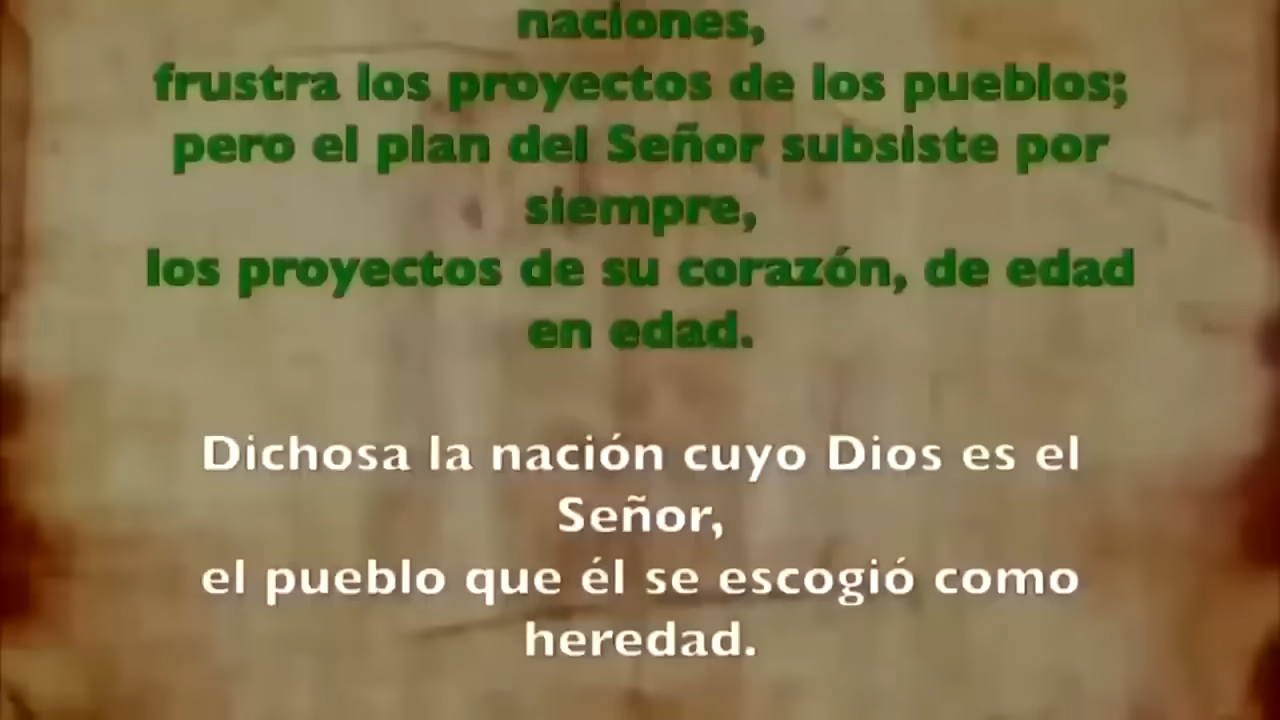 naciones,
frustra los proyectos de los pueblos;
pero el plan del Señor subsiste por
siempre,
los proyectos de su corazón, de edad
en edad.
Dichosa la nación cuyo Dios es el
Señor,
el pueblo que él se escogió como
heredad.